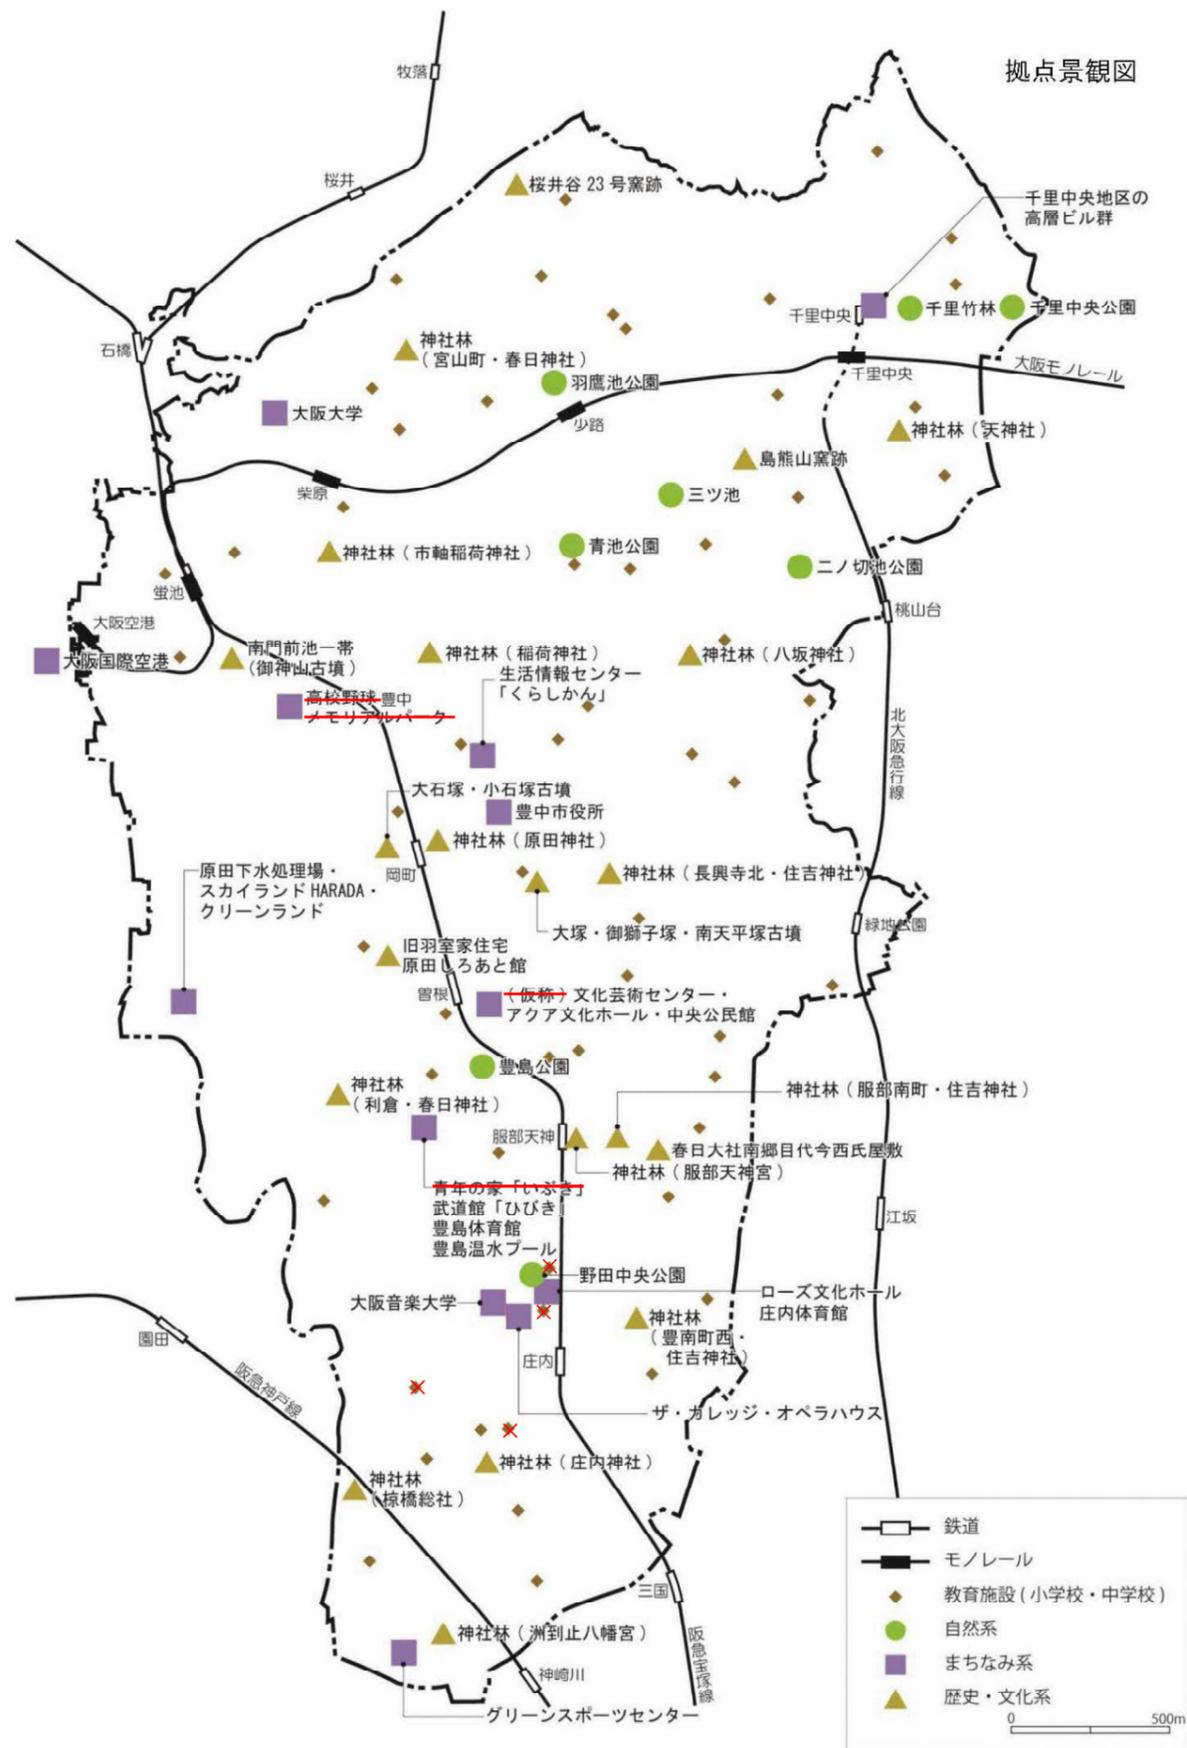 拠点景観図
牧落
桜井
桜井谷 23 号窯跡
千里中央地区の
高層ビル群
千里中央
千里竹林
千里中央公園
石橋
神社林
（宮山町・春日神社）
羽鷹池公園
千里中央
大阪モノレール
大阪大学
少路
神社林（天神社）
島熊山窯跡
柴原
三ツ池
神社林（市軸稲荷神社）
青池公園
二ノ切池公園
蛍池
桃山台
大阪空港
大阪国際空港
南門前池一帯
（御神山古墳）
神社林（稲荷神社）
神社林（八坂神社）
生活情報センター
「くらしかん」
高校野球豊中
メモリアルパーク
北大阪急行線
大石塚・小石塚古墳
豊中市役所
神社林（原田神社）
岡町
原田下水処理場・
スカイランド HARADA・
クリーンランド
神社林（長興寺北・住吉神社）
緑地公園
大塚・御獅子塚・南天平塚古墳
旧羽室家住宅
原田しろあと館
曽根
（仮称）文化芸術センター・
アクア文化ホール・中央公民館
豊島公園
神社林
（利倉・春日神社）
神社林（服部南町・住吉神社）
服部天神
春日大社南郷目代今西氏屋敷
神社林（服部天神宮）
青年の家「いぶき」
武道館「ひびき」
豊島体育館
豊島温水プール
江坂
野田中央公園
大阪音楽大学
ローズ文化ホール
庄内体育館
園田
神社林
（豊南町西・
住吉神社）
庄内
阪急神戸線
ザ・カレッジ・オペラハウス
神社林（庄内神社）
神社林
（椋橋総社）
三国
神社林（洲到止八幡宮）
阪急宝塚線
神崎川
グリーンスポーツセンター
鉄道
モノレール
教育施設（小学校・中学校）
自然系
まちなみ系
歴史・文化系
0 500m